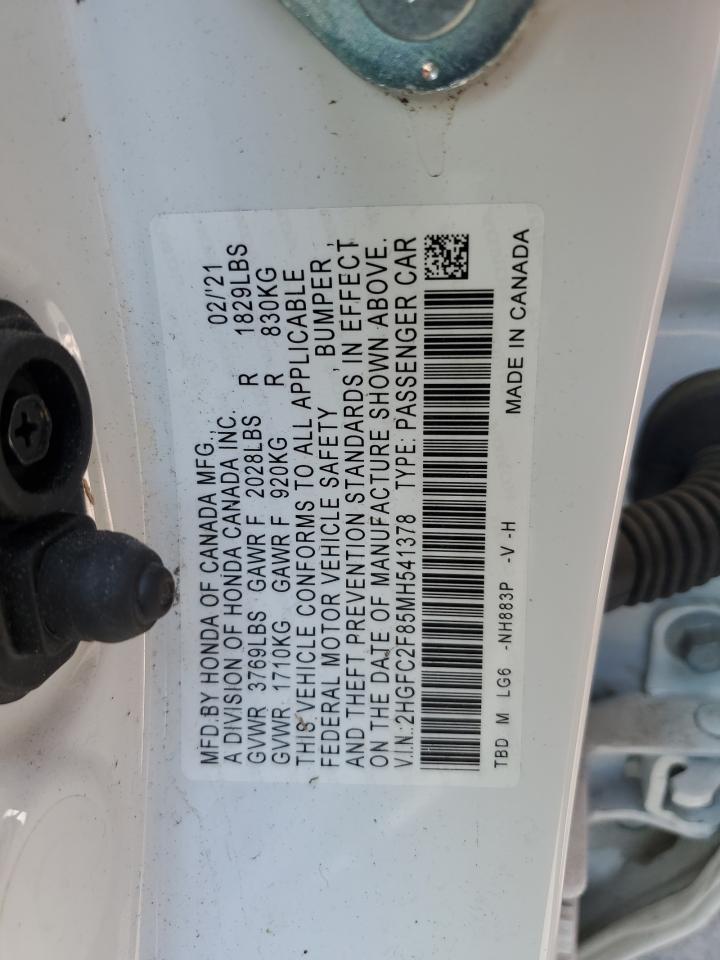 MFD.BY HONDA OF CANADA MFG., 02/'21
A DIVISION OF HONDA CANADA INC.
GVWR 3769LBS GAWR F 2028LBS R 1829LBS
GVWR 1710KG GAWR F 920KG R 830KG
THIS VEHICLE CONFORMS TO ALL APPLICABLE
FEDERAL MOTOR VEHICLE SAFETY , BUMPER ,
AND THEFT PREVENTION STANDARDS IN EFFECT
ON THE DATE OF MANUFACTURE SHOWN ABOVE.
V.I.N.:2HGFC2F85MH541378 TYPE: PASSENGER CAR
TBD M LG6 -NH883P -V -H MADE IN CANADA